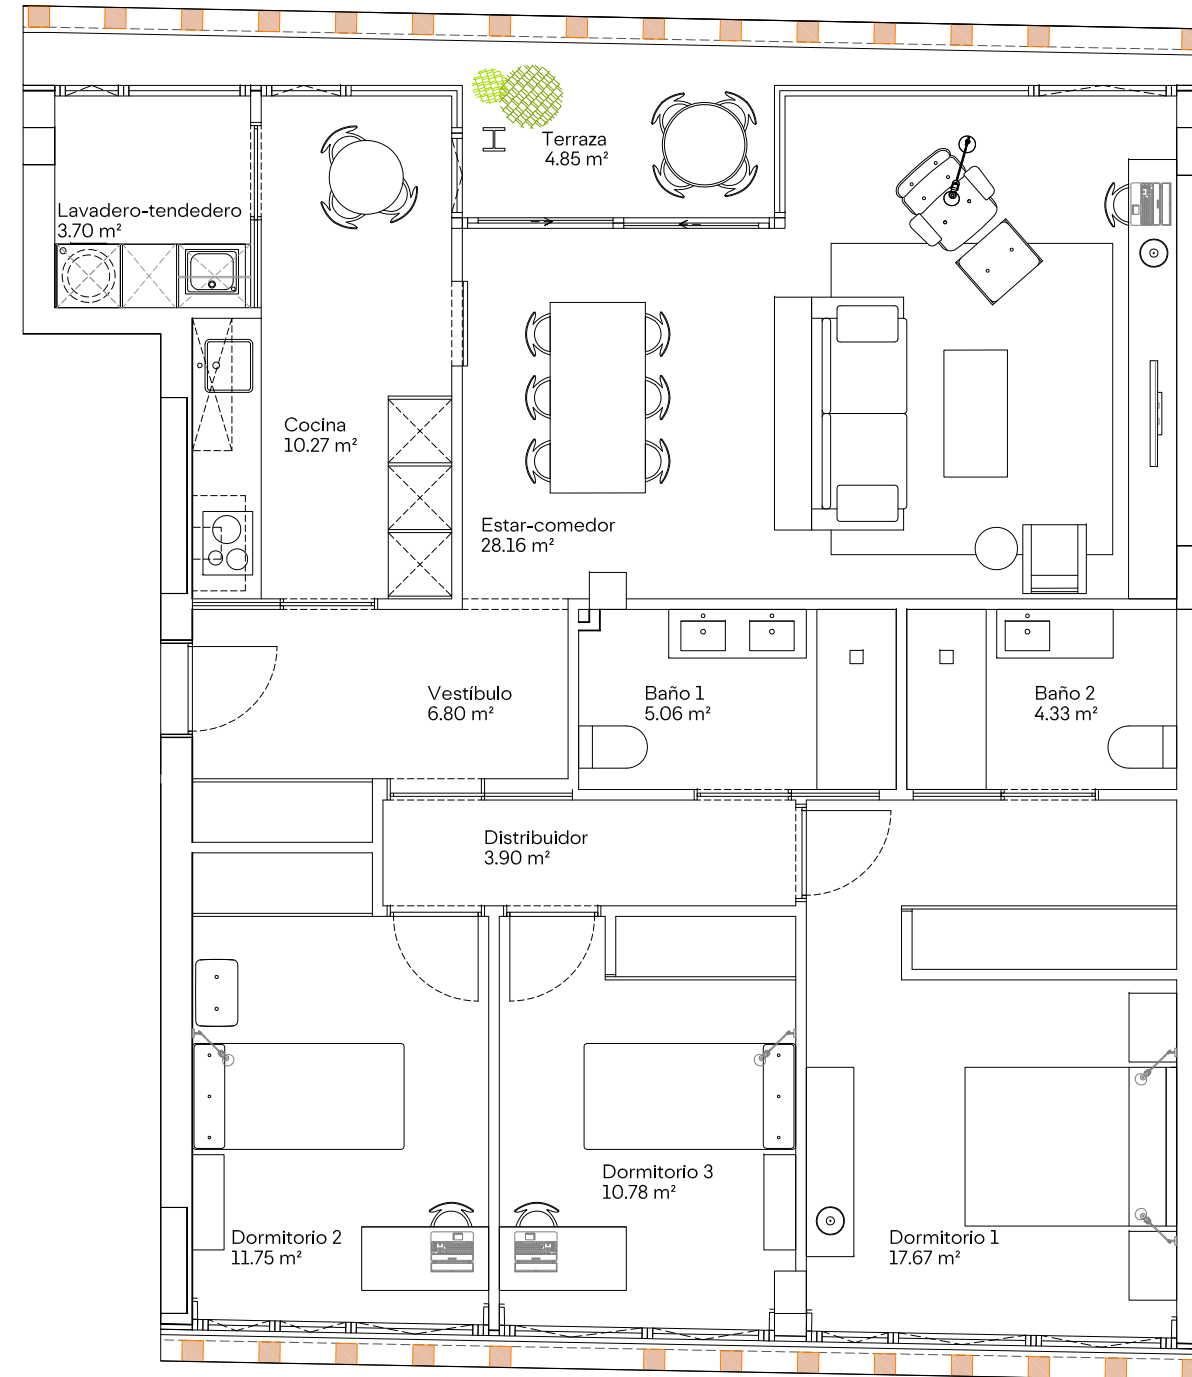 Terraza
4.85 m²
Lavadero-tendedero
3.70 m²
Cocina
10.27 m²
Estar-comedor
28.16 m²
Vestíbulo
6.80 m²
Baño 1
5.06 m²
Baño 2
4.33 m²
Distribuidor
3.90 m²
Dormitorio 3
10.78 m²
Dormitorio 2
11.75 m²
Dormitorio 1
17.67 m²